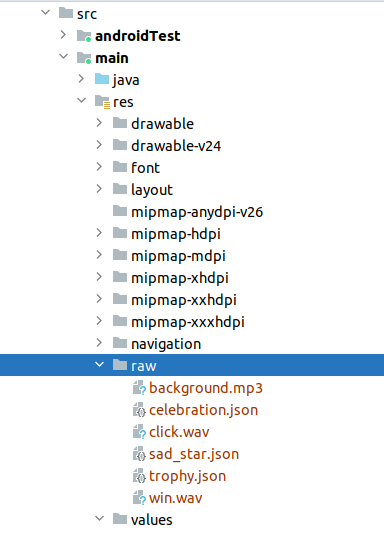 src
androidTest
main
java
res
drawable
drawable-v24
font
layout
mipmap-anydpi-v26
mipmap-hdpi
mipmap-mdpi
mipmap-xhdpi
mipmap-xxhdpi
mipmap-xxxhdpi
navigation
raw
background.mp3
celebration.json
click.wav
sad_star.json
trophy.json
win.wav
values